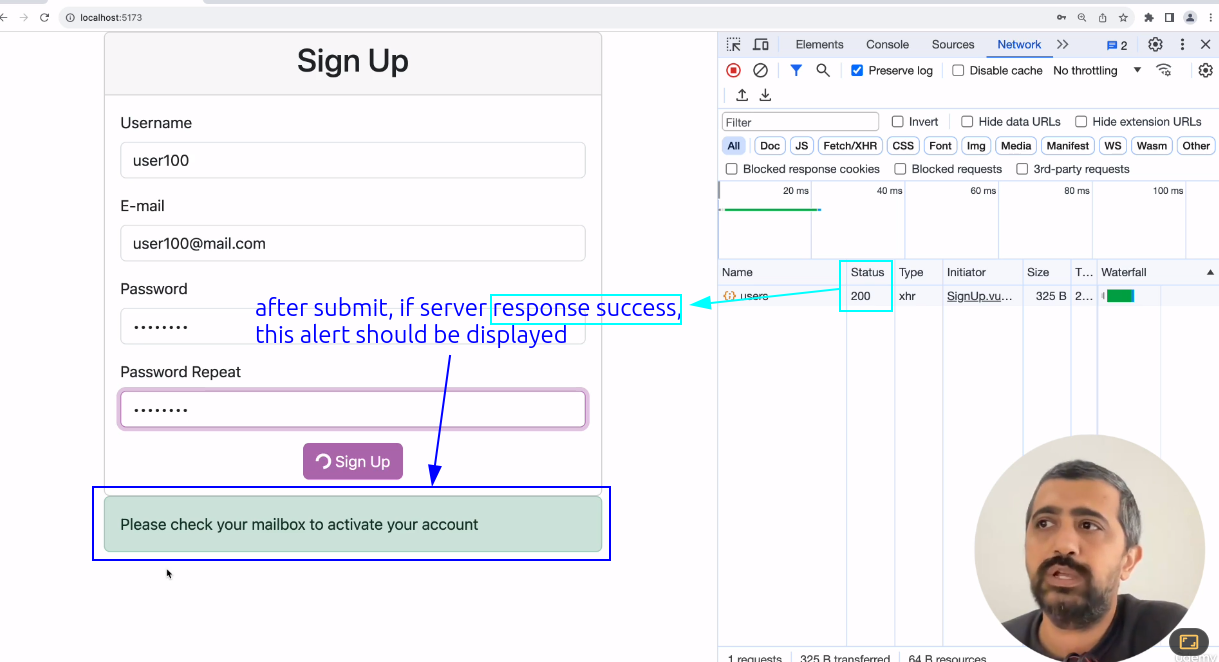 localhost:5173
Sign Up
Username
user100
E-mail
user100@mail.com
Password
after submit, if server response success,
this alert should be displayed
Password Repeat
Sign Up
Please check your mailbox to activate your account
Elements Console Sources Network 2
Preserve log Disable cache No throttling
Filter Invert Hide data URLs Hide extension URLs
All Doc JS Fetch/XHR CSS Font Img Media Manifest WS Wasm Other
Blocked response cookies Blocked requests 3rd-party requests
20 ms 40 ms 60 ms 80 ms 100 ms
Name Status Type Initiator Size T... Waterfall
users 200 xhr SignUp.vu... 325 B 2...
1 requests 325 B transferred 64 B resources
udemy